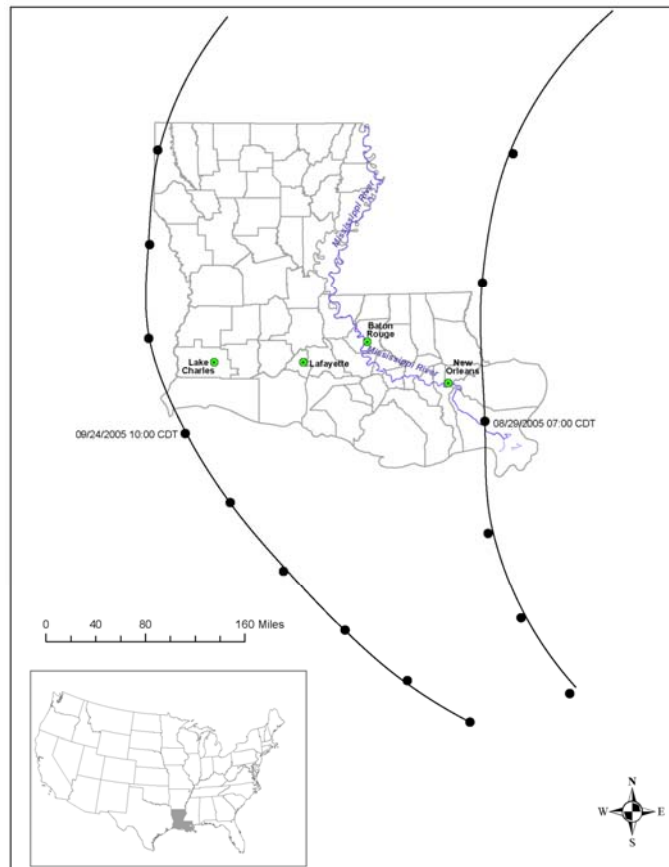 Mississippi River
Baton
Rouge
Mississippi River
Lake
Charles
Lafayette
New
Orleans
08/29/2005 07:00 CDT
09/24/2005 10:00 CDT
0 40 80 160 Miles
N
W E
S